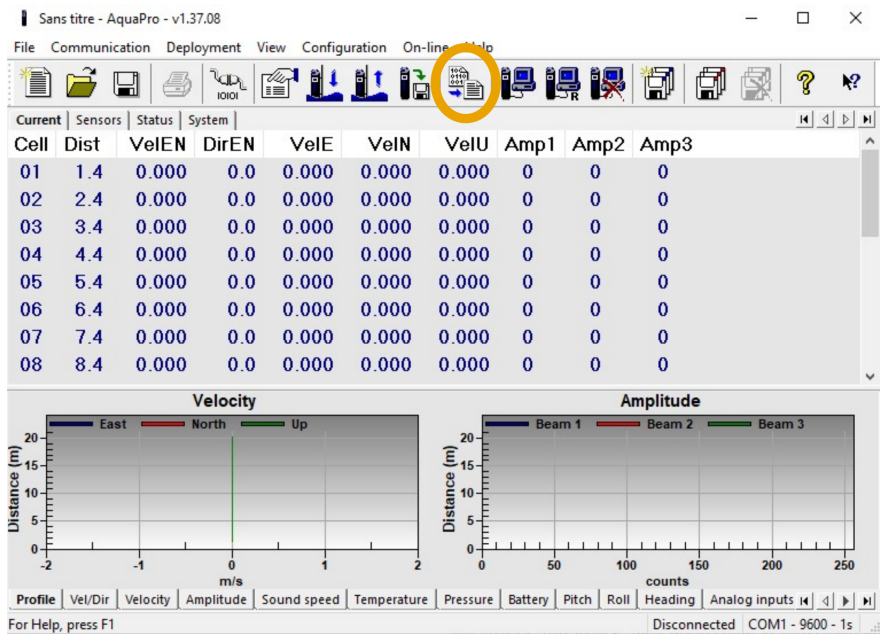 Sans titre - AquaPro - v1.37.08
File Communication Deployment View Configuration On-line Help
Current Sensors Status System
Cell Dist VelEN DirEN VelE VelN VelU Amp1 Amp2 Amp3
01 1.4 0.000 0.0 0.000 0.000 0.000 0 0 0
02 2.4 0.000 0.0 0.000 0.000 0.000 0 0 0
03 3.4 0.000 0.0 0.000 0.000 0.000 0 0 0
04 4.4 0.000 0.0 0.000 0.000 0.000 0 0 0
05 5.4 0.000 0.0 0.000 0.000 0.000 0 0 0
06 6.4 0.000 0.0 0.000 0.000 0.000 0 0 0
07 7.4 0.000 0.0 0.000 0.000 0.000 0 0 0
08 8.4 0.000 0.0 0.000 0.000 0.000 0 0 0
Velocity
East North Up
Distance (m)
20
15
10
5
0
-2 -1 0 1 2
m/s
Amplitude
Beam 1 Beam 2 Beam 3
Distance (m)
20
15
10
5
0
0 50 100 150 200 250
counts
Profile Vel/Dir Velocity Amplitude Sound speed Temperature Pressure Battery Pitch Roll Heading Analog inputs
For Help, press F1 Disconnected COM1 - 9600 - 1s